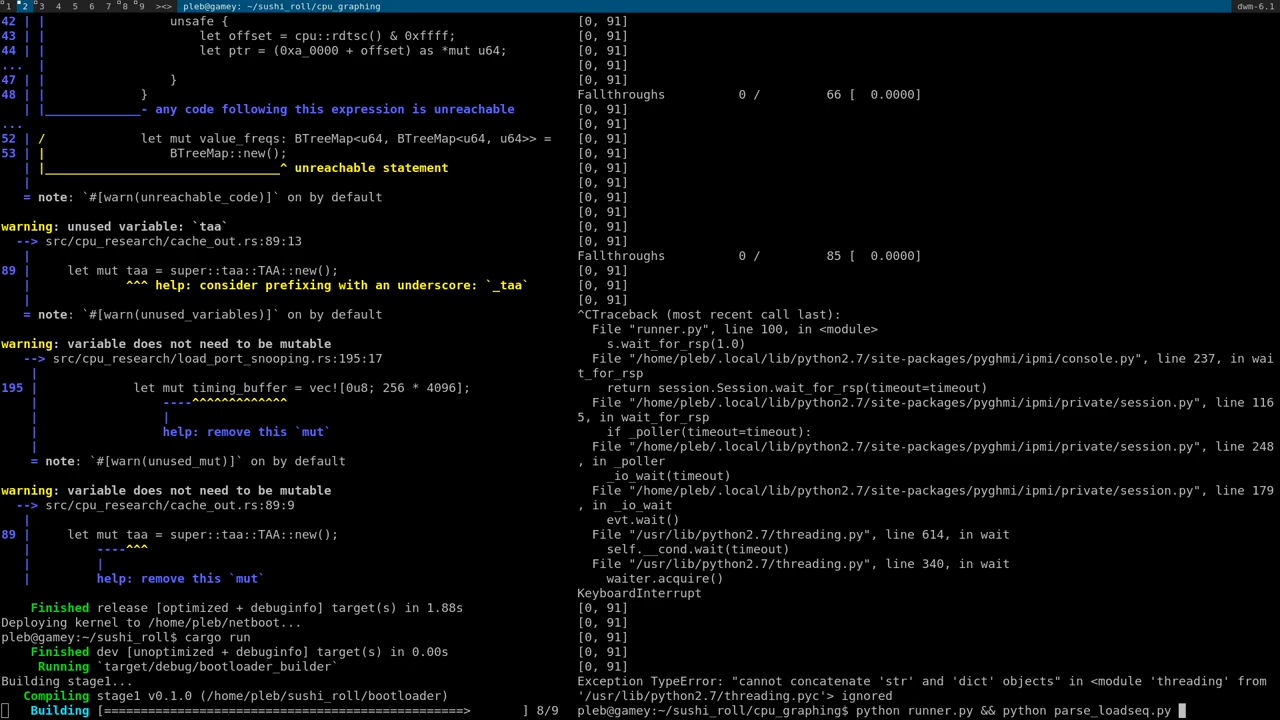 1 2 3 4 5 6 7 8 9 ><> pleb@gamey: ~/sushi_roll/cpu_graphing dwm-6.1
42 | | unsafe {
43 | | let offset = cpu::rdtsc() & 0xffff;
44 | | let ptr = (0xa_0000 + offset) as *mut u64;
... |
47 | | }
48 | | }
| |_____________- any code following this expression is unreachable
...
52 | / let mut value_freqs: BTreeMap<u64, BTreeMap<u64, u64>> =
53 | | BTreeMap::new();
| |________________________________^ unreachable statement
|
= note: `#[warn(unreachable_code)]` on by default
warning: unused variable: `taa`
--> src/cpu_research/cache_out.rs:89:13
|
89 | let mut taa = super::taa::TAA::new();
| ^^^ help: consider prefixing with an underscore: `_taa`
|
= note: `#[warn(unused_variables)]` on by default
warning: variable does not need to be mutable
--> src/cpu_research/load_port_snooping.rs:195:17
|
195 | let mut timing_buffer = vec![0u8; 256 * 4096];
| ----^^^^^^^^^^^^^
| |
| help: remove this `mut`
|
= note: `#[warn(unused_mut)]` on by default
warning: variable does not need to be mutable
--> src/cpu_research/cache_out.rs:89:9
|
89 | let mut taa = super::taa::TAA::new();
| ----^^^
| |
| help: remove this `mut`
Finished release [optimized + debuginfo] target(s) in 1.88s
Deploying kernel to /home/pleb/netboot...
pleb@gamey:~/sushi_roll$ cargo run
Finished dev [unoptimized + debuginfo] target(s) in 0.00s
Running `target/debug/bootloader_builder`
Building stage1...
Compiling stage1 v0.1.0 (/home/pleb/sushi_roll/bootloader)
Building [=================================================> ] 8/9
[0, 91]
[0, 91]
[0, 91]
[0, 91]
[0, 91]
Fallthroughs 0 / 66 [ 0.0000]
[0, 91]
[0, 91]
[0, 91]
[0, 91]
[0, 91]
[0, 91]
[0, 91]
[0, 91]
[0, 91]
[0, 91]
Fallthroughs 0 / 85 [ 0.0000]
[0, 91]
[0, 91]
[0, 91]
^CTraceback (most recent call last):
File "runner.py", line 100, in <module>
s.wait_for_rsp(1.0)
File "/home/pleb/.local/lib/python2.7/site-packages/pyghmi/ipmi/console.py", line 237, in wai
t_for_rsp
return session.Session.wait_for_rsp(timeout=timeout)
File "/home/pleb/.local/lib/python2.7/site-packages/pyghmi/ipmi/private/session.py", line 116
5, in wait_for_rsp
if _poller(timeout=timeout):
File "/home/pleb/.local/lib/python2.7/site-packages/pyghmi/ipmi/private/session.py", line 248
, in _poller
_io_wait(timeout)
File "/home/pleb/.local/lib/python2.7/site-packages/pyghmi/ipmi/private/session.py", line 179
, in _io_wait
evt.wait()
File "/usr/lib/python2.7/threading.py", line 614, in wait
self.__cond.wait(timeout)
File "/usr/lib/python2.7/threading.py", line 340, in wait
waiter.acquire()
KeyboardInterrupt
[0, 91]
[0, 91]
[0, 91]
[0, 91]
[0, 91]
Exception TypeError: "cannot concatenate 'str' and 'dict' objects" in <module 'threading' from
'/usr/lib/python2.7/threading.pyc'> ignored
pleb@gamey:~/sushi_roll/cpu_graphing$ python runner.py && python parse_loadseq.py